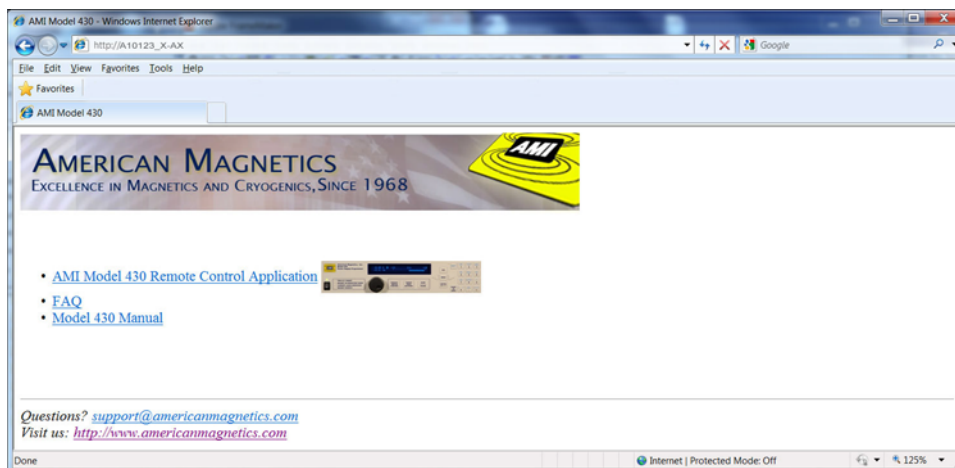 AMI Model 430 - Windows Internet Explorer
http://A10123_X-AX
Google
File Edit View Favorites Tools Help
Favorites
AMI Model 430
AMERICAN MAGNETICS
EXCELLENCE IN MAGNETICS AND CRYOGENICS, SINCE 1968
AMI
• AMI Model 430 Remote Control Application
• FAQ
• Model 430 Manual
Questions? support@americanmagnetics.com
Visit us: http://www.americanmagnetics.com
Done
Internet | Protected Mode: Off
125%